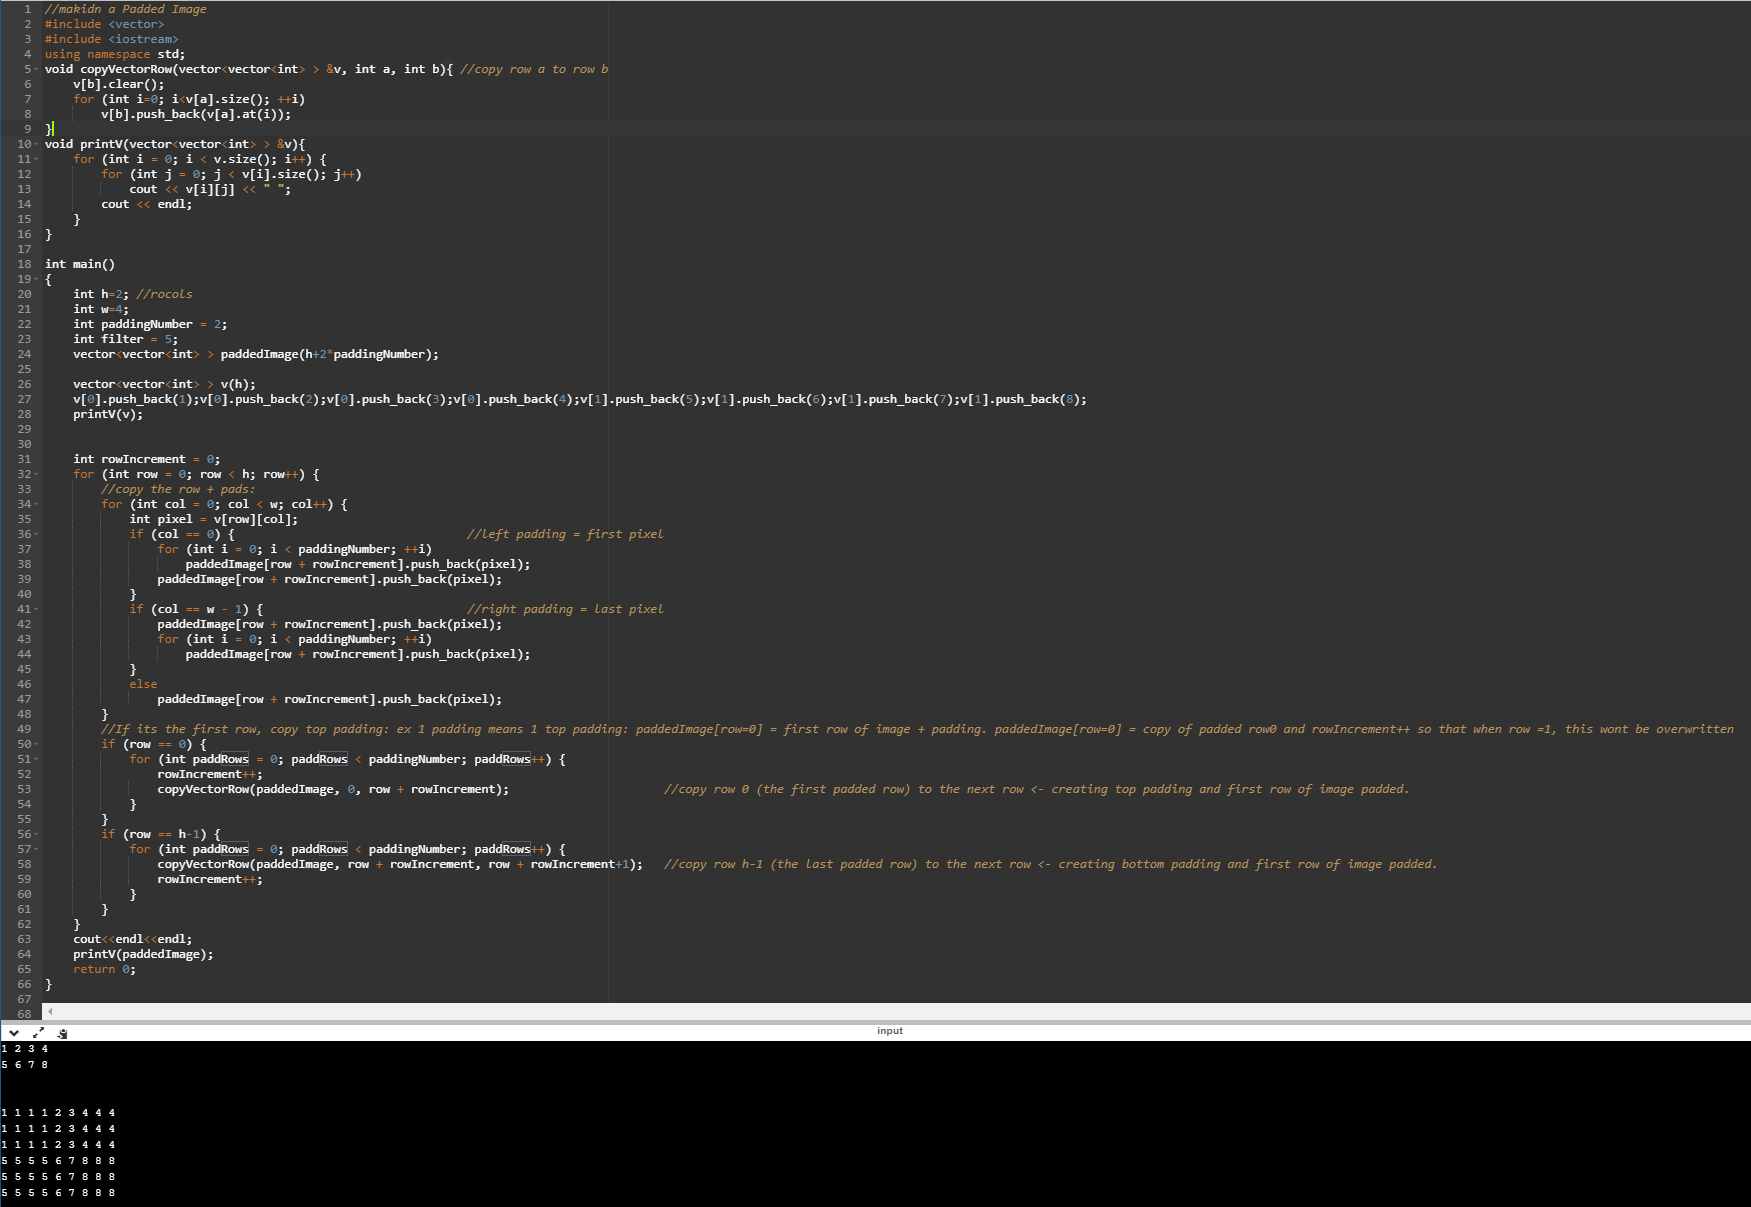 1 //makidn a Padded Image
2 #include <vector>
3 #include <iostream>
4 using namespace std;
5 void copyVectorRow(vector<vector<int> > &v, int a, int b){ //copy row a to row b
6 v[b].clear();
7 for (int i=0; i<v[a].size(); ++i)
8 v[b].push_back(v[a].at(i));
9 }
10 void printV(vector<vector<int> > &v){
11 for (int i = 0; i < v.size(); i++) {
12 for (int j = 0; j < v[i].size(); j++)
13 cout << v[i][j] << " ";
14 cout << endl;
15 }
16 }
17
18 int main()
19 {
20 int h=2; //rocols
21 int w=4;
22 int paddingNumber = 2;
23 int filter = 5;
24 vector<vector<int> > paddedImage(h+2*paddingNumber);
25
26 vector<vector<int> > v(h);
27 v[0].push_back(1);v[0].push_back(2);v[0].push_back(3);v[0].push_back(4);v[1].push_back(5);v[1].push_back(6);v[1].push_back(7);v[1].push_back(8);
28 printV(v);
29
30
31 int rowIncrement = 0;
32 for (int row = 0; row < h; row++) {
33 //copy the row + pads:
34 for (int col = 0; col < w; col++) {
35 int pixel = v[row][col];
36 if (col == 0) { //left padding = first pixel
37 for (int i = 0; i < paddingNumber; ++i)
38 paddedImage[row + rowIncrement].push_back(pixel);
39 paddedImage[row + rowIncrement].push_back(pixel);
40 }
41 if (col == w - 1) { //right padding = last pixel
42 paddedImage[row + rowIncrement].push_back(pixel);
43 for (int i = 0; i < paddingNumber; ++i)
44 paddedImage[row + rowIncrement].push_back(pixel);
45 }
46 else
47 paddedImage[row + rowIncrement].push_back(pixel);
48 }
49 //If its the first row, copy top padding: ex 1 padding means 1 top padding: paddedImage[row=0] = first row of image + padding. paddedImage[row=0] = copy of padded row0 and rowIncrement++ so that when row =1, this wont be overwritten
50 if (row == 0) {
51 for (int paddRows = 0; paddRows < paddingNumber; paddRows++) {
52 rowIncrement++;
53 copyVectorRow(paddedImage, 0, row + rowIncrement); //copy row 0 (the first padded row) to the next row <- creating top padding and first row of image padded.
54 }
55 }
56 if (row == h-1) {
57 for (int paddRows = 0; paddRows < paddingNumber; paddRows++) {
58 copyVectorRow(paddedImage, row + rowIncrement, row + rowIncrement+1); //copy row h-1 (the last padded row) to the next row <- creating bottom padding and first row of image padded.
59 rowIncrement++;
60 }
61 }
62 }
63 cout<<endl<<endl;
64 printV(paddedImage);
65 return 0;
66 }
67
68
input
1 2 3 4
5 6 7 8
1 1 1 1 2 3 4 4 4
1 1 1 1 2 3 4 4 4
1 1 1 1 2 3 4 4 4
5 5 5 5 6 7 8 8 8
5 5 5 5 6 7 8 8 8
5 5 5 5 6 7 8 8 8